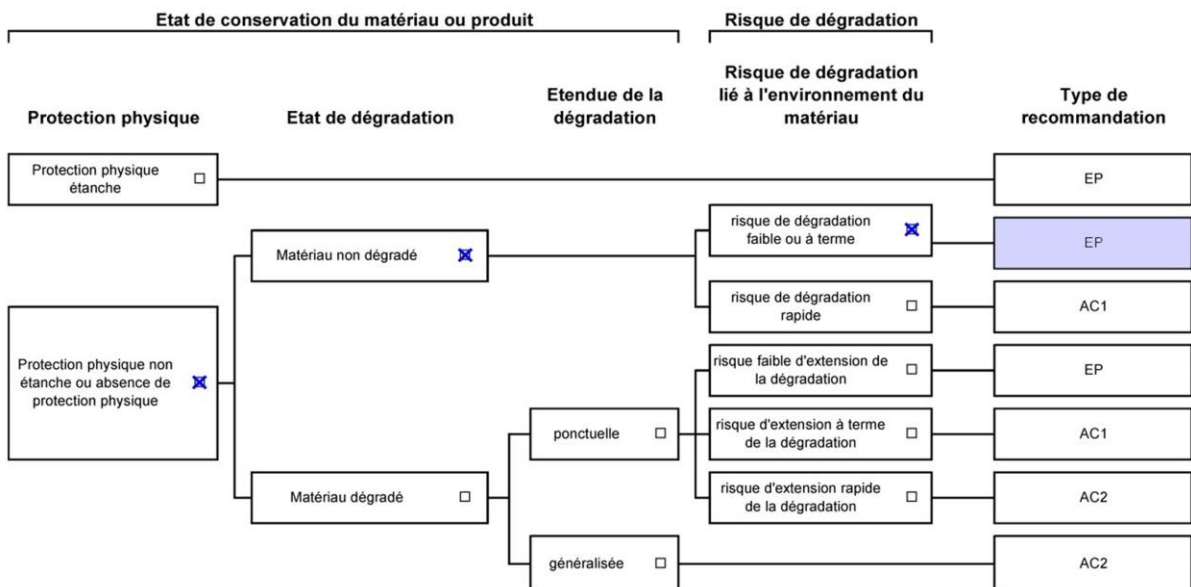 Etat de conservation du matériau ou produit
Risque de dégradation
Protection physique
Etat de dégradation
Etendue de la
dégradation
Risque de dégradation
lié à l'environnement du
matériau
Type de
recommandation
Protection physique
étanche
EP
risque de dégradation
faible ou à terme
EP
Matériau non dégradé
risque de dégradation
rapide
AC1
Protection physique non
étanche ou absence de
protection physique
risque faible d'extension de
la dégradation
EP
ponctuelle
risque d'extension à terme
de la dégradation
AC1
Matériau dégradé
risque d'extension rapide
de la dégradation
AC2
généralisée
AC2